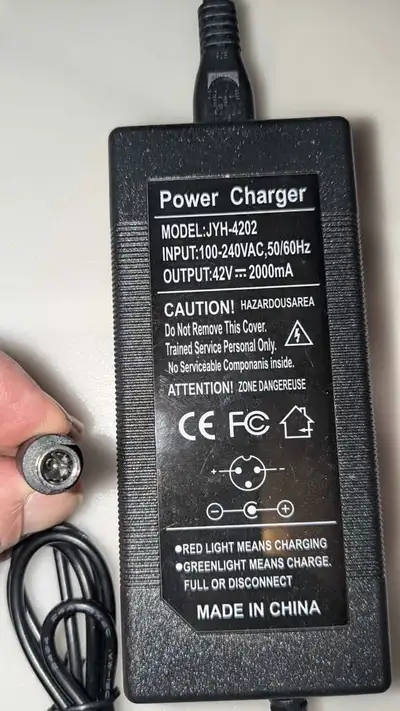 Power Charger
MODEL:JYH-4202
INPUT:100-240VAC,50/60Hz
OUTPUT:42V⎓2000mA
CAUTION! HAZARDOUSAREA
Do Not Remove This Cover.
Trained Service Personal Only.
No Serviceable Componanis inside.
ATTENTION! ZONE DANGEREUSE
CE FC
+ -
- +
●RED LIGHT MEANS CHARGING
●GREENLIGHT MEANS CHARGE.
FULL OR DISCONNECT
MADE IN CHINA